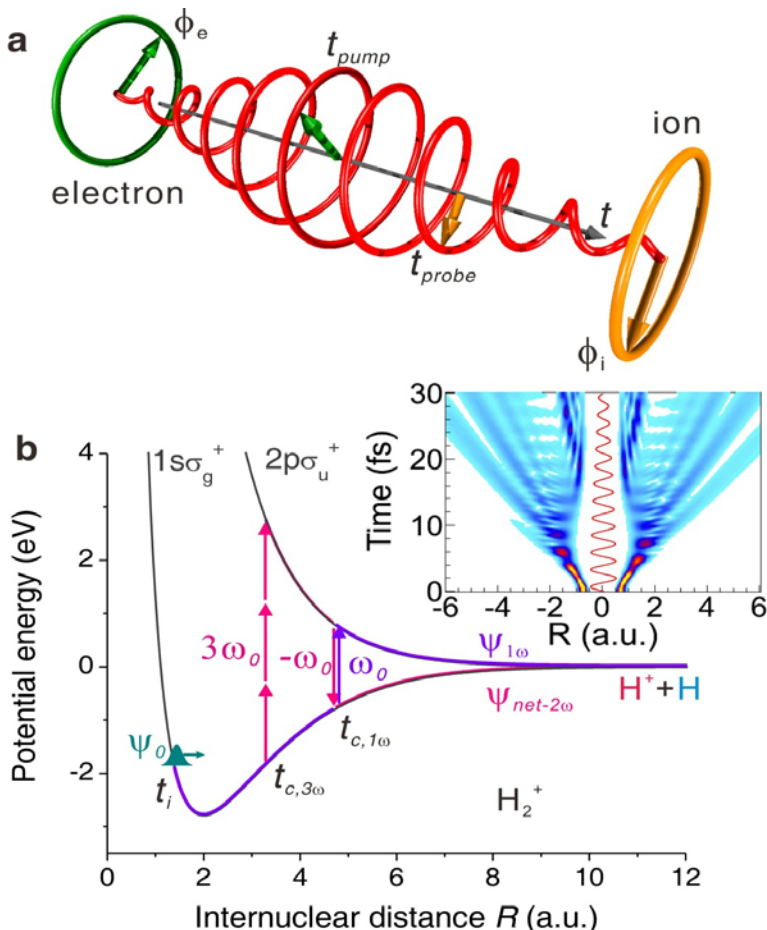 a
ϕe
tpump
ion
electron
t
tprobe
ϕi
b
1sσg+
2pσu+
Potential energy (eV)
4
2
0
-2
3ω0
-ω0
ω0
Ψ0
ti
tc,3ω
tc,1ω
Ψ1ω
Ψnet-2ω
H+ + H
H2+
0 2 4 6 8 10 12
Internuclear distance R (a.u.)
Time (fs)
30
20
10
0
-6 -4 -2 0 2 4 6
R (a.u.)